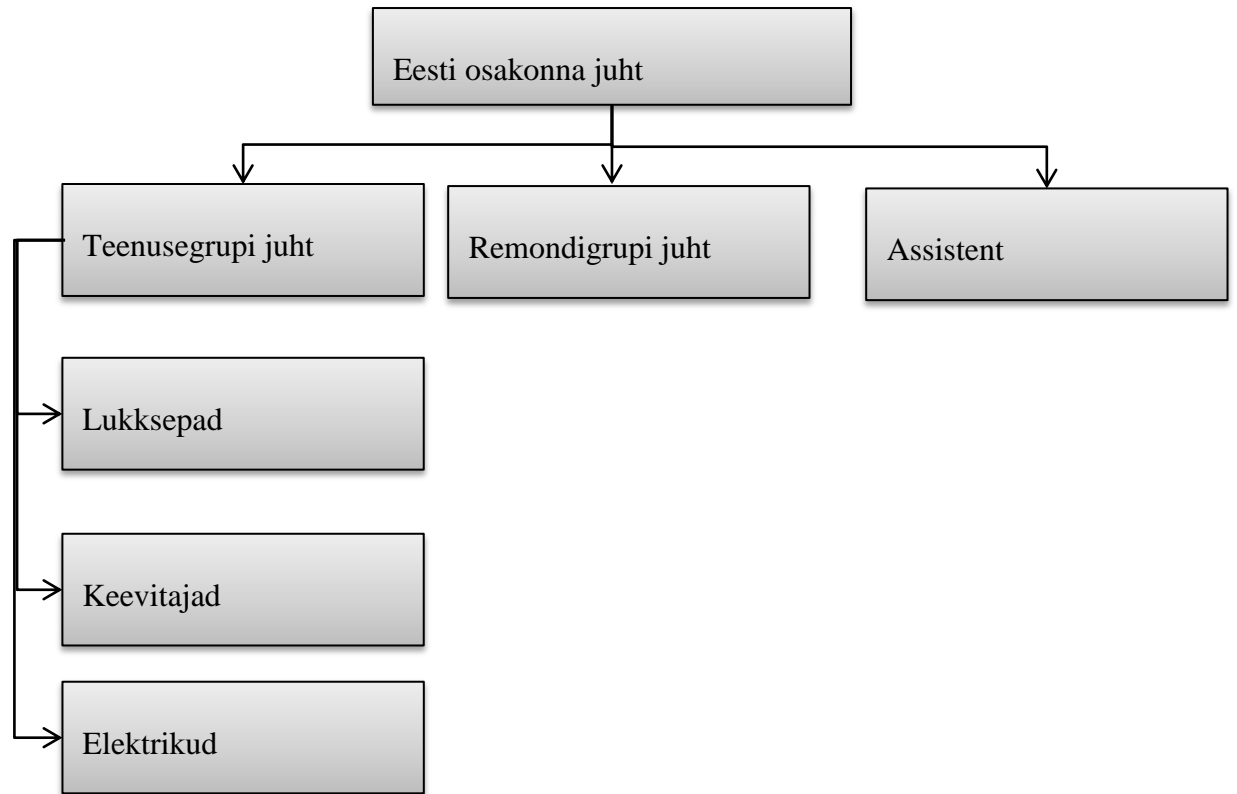 Eesti osakonna juht
Teenusegrupi juht
Remondigrupi juht
Assistent
Lukksepad
Keevitajad
Elektrikud